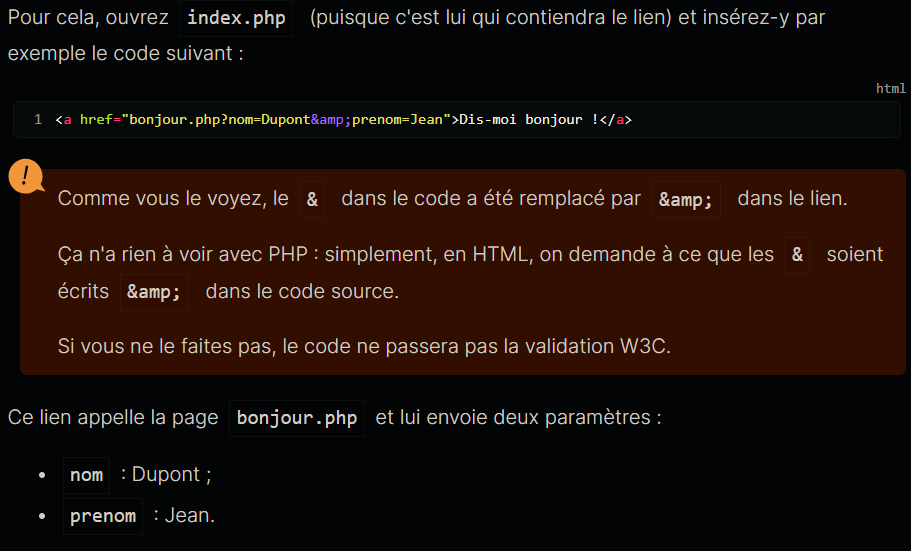 Pour cela, ouvrez index.php (puisque c'est lui qui contiendra le lien) et insérez-y par
exemple le code suivant :
html
1 <a href="bonjour.php?nom=Dupont&amp;prenom=Jean">Dis-moi bonjour !</a>
!
Comme vous le voyez, le & dans le code a été remplacé par &amp; dans le lien.
Ça n'a rien à voir avec PHP : simplement, en HTML, on demande à ce que les & soient
écrits &amp; dans le code source.
Si vous ne le faites pas, le code ne passera pas la validation W3C.
Ce lien appelle la page bonjour.php et lui envoie deux paramètres :
• nom : Dupont ;
• prenom : Jean.